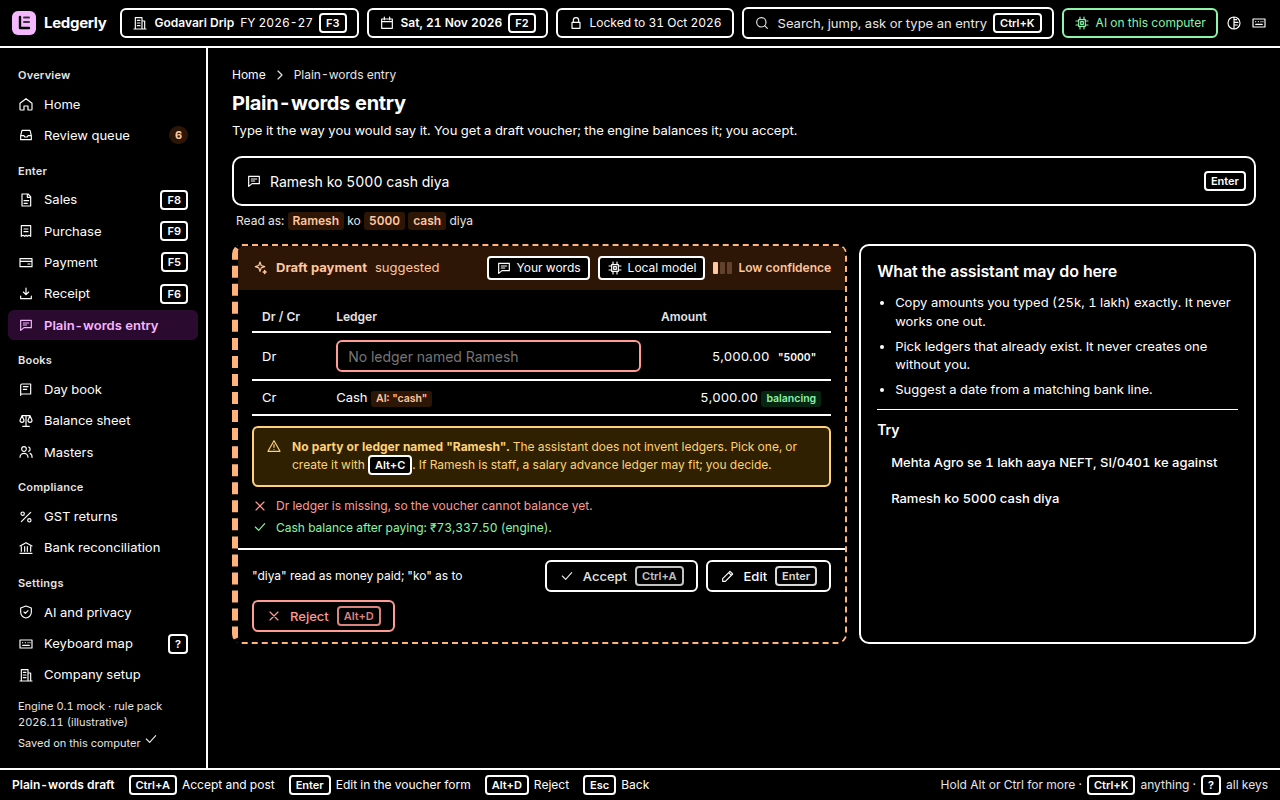 Ledgerly
Godavari Drip FY 2026-27 F3
Sat, 21 Nov 2026 F2
Locked to 31 Oct 2026
Search, jump, ask or type an entry Ctrl+K
AI on this computer
Overview
Home
Review queue 6
Enter
Sales F8
Purchase F9
Payment F5
Receipt F6
Plain-words entry
Books
Day book
Balance sheet
Masters
Compliance
GST returns
Bank reconciliation
Settings
AI and privacy
Keyboard map ?
Company setup
Engine 0.1 mock · rule pack
2026.11 (illustrative)
Saved on this computer
Home > Plain-words entry
Plain-words entry
Type it the way you would say it. You get a draft voucher; the engine balances it; you accept.
Ramesh ko 5000 cash diya Enter
Read as: Ramesh ko 5000 cash diya
Draft payment suggested Your words Local model Low confidence
Dr / Cr Ledger Amount
Dr No ledger named Ramesh 5,000.00 "5000"
Cr Cash AI: "cash" 5,000.00 balancing
No party or ledger named "Ramesh". The assistant does not invent ledgers. Pick one, or
create it with Alt+C. If Ramesh is staff, a salary advance ledger may fit; you decide.
Dr ledger is missing, so the voucher cannot balance yet.
Cash balance after paying: ₹73,337.50 (engine).
"diya" read as money paid; "ko" as to
Accept Ctrl+A
Edit Enter
Reject Alt+D
What the assistant may do here
• Copy amounts you typed (25k, 1 lakh) exactly. It never
works one out.
• Pick ledgers that already exist. It never creates one
without you.
• Suggest a date from a matching bank line.
Try
Mehta Agro se 1 lakh aaya NEFT, SI/0401 ke against
Ramesh ko 5000 cash diya
Plain-words draft Ctrl+A Accept and post Enter Edit in the voucher form Alt+D Reject Esc Back
Hold Alt or Ctrl for more · Ctrl+K anything · ? all keys